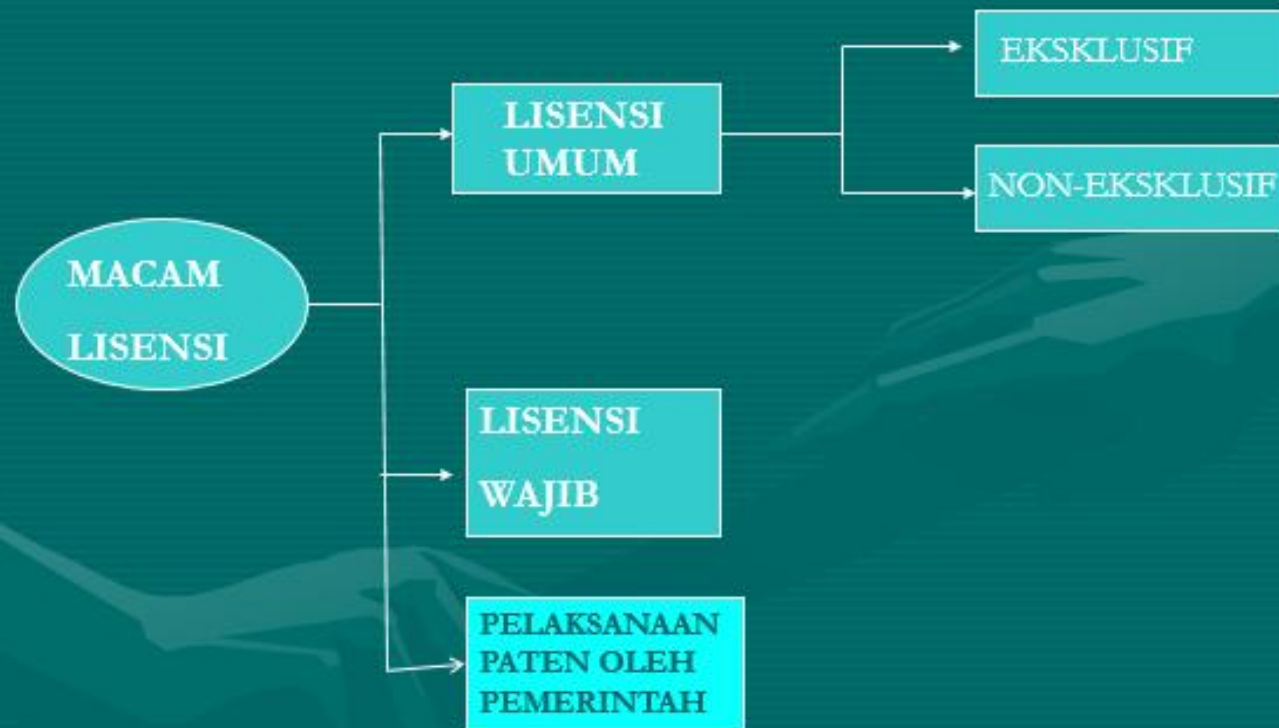 MACAM
LISENSI
LISENSI
UMUM
EKSKLUSIF
NON-EKSKLUSIF
LISENSI
WAJIB
PELAKSANAAN
PATEN OLEH
PEMERINTAH